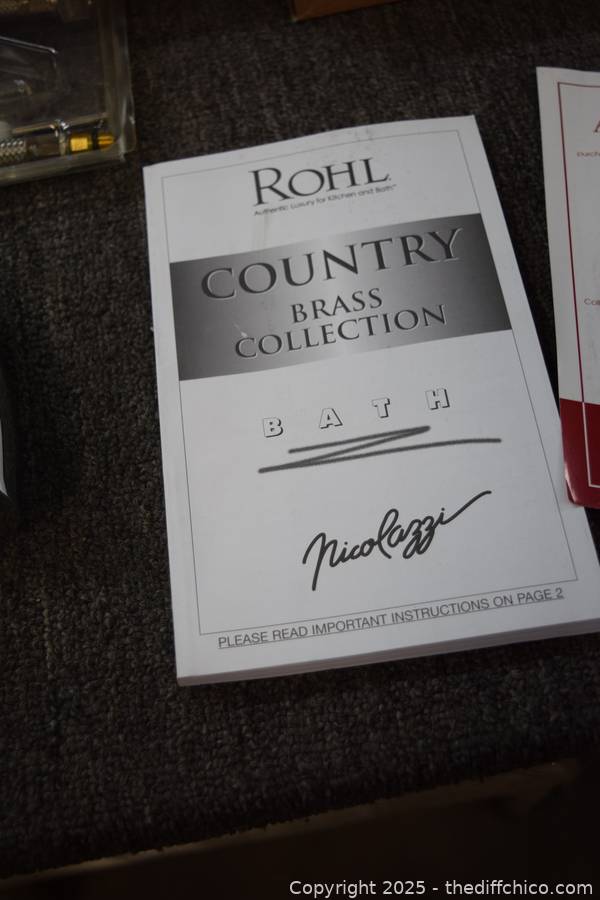 ROHL
Authentic Luxury for Kitchen and Bath™
COUNTRY
BRASS
COLLECTION
BATH
Nicolazzi
PLEASE READ IMPORTANT INSTRUCTIONS ON PAGE 2
Copyright 2025 - thediffchico.com